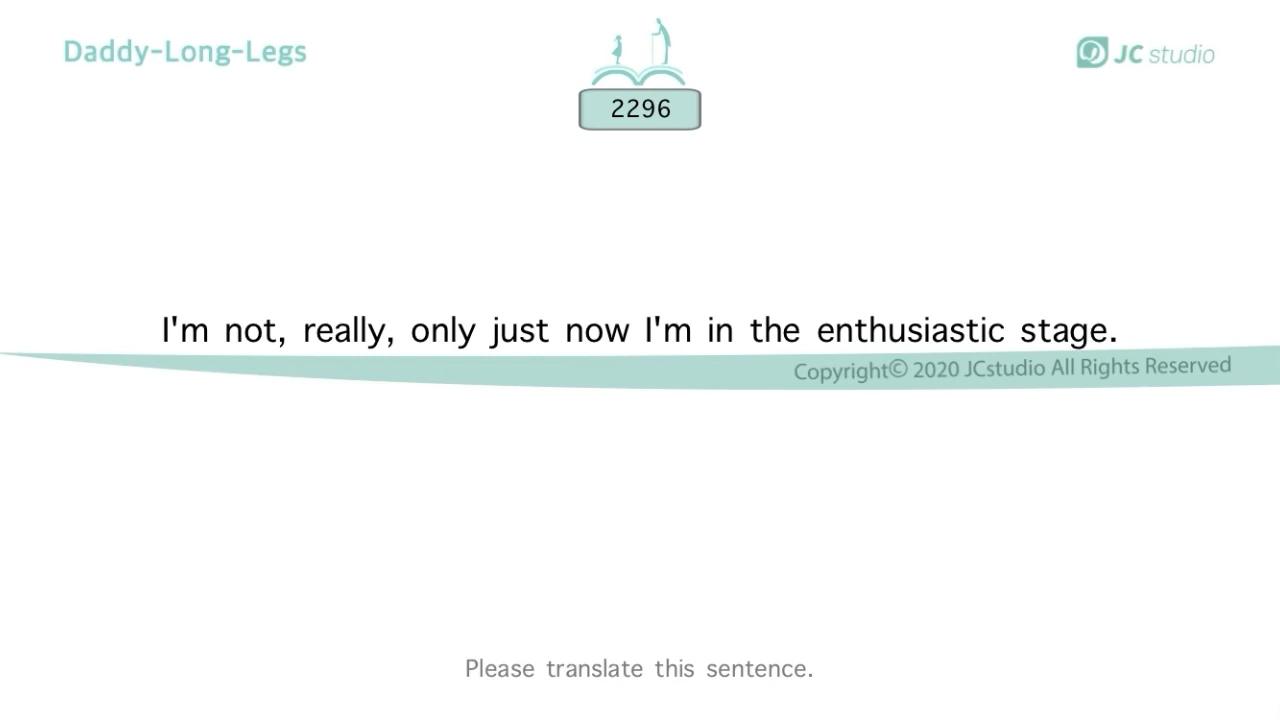 Daddy-Long-Legs
JC studio
2296
I'm not, really, only just now I'm in the enthusiastic stage.
Copyright© 2020 JCstudio All Rights Reserved
Please translate this sentence.